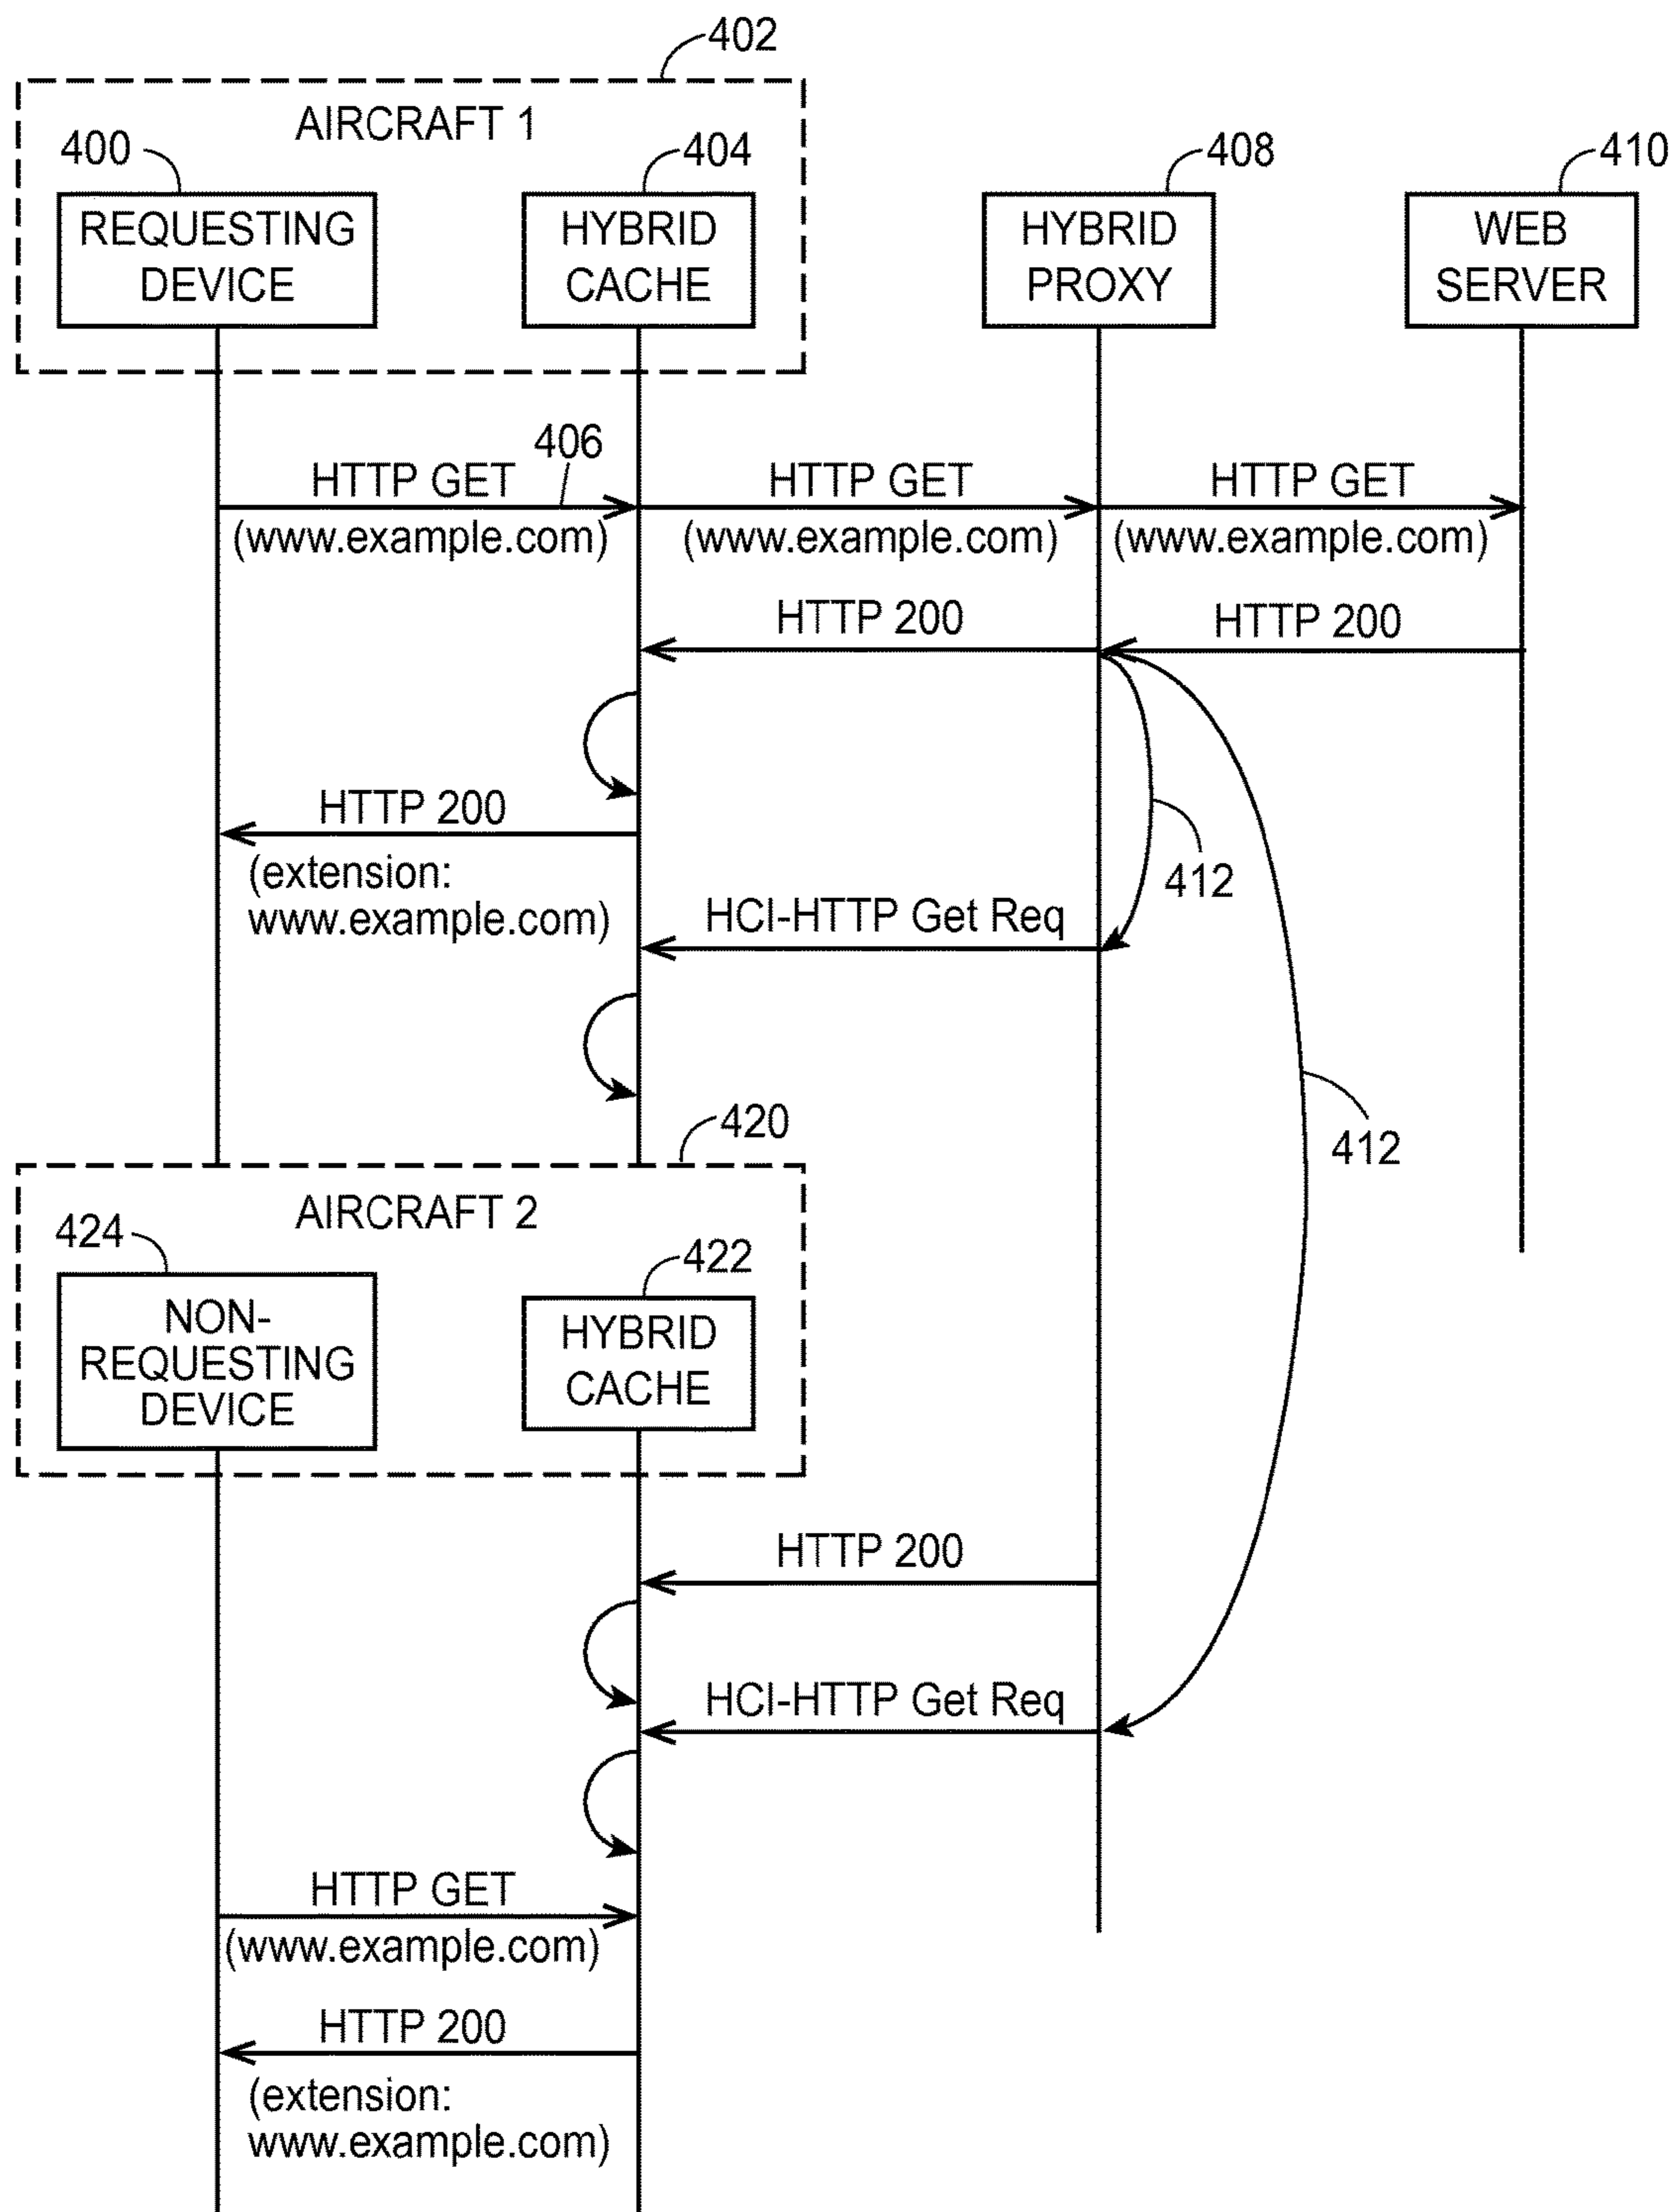 402
AIRCRAFT 1
400
404
408
410
REQUESTING
DEVICE
HYBRID
CACHE
HYBRID
PROXY
WEB
SERVER
406
HTTP GET
(www.example.com)
HTTP GET
(www.example.com)
HTTP GET
(www.example.com)
HTTP 200
HTTP 200
HTTP 200
(extension:
www.example.com)
412
HCI-HTTP Get Req
412
420
AIRCRAFT 2
424
422
NON-
REQUESTING
DEVICE
HYBRID
CACHE
HTTP 200
HCI-HTTP Get Req
HTTP GET
(www.example.com)
HTTP 200
(extension:
www.example.com)